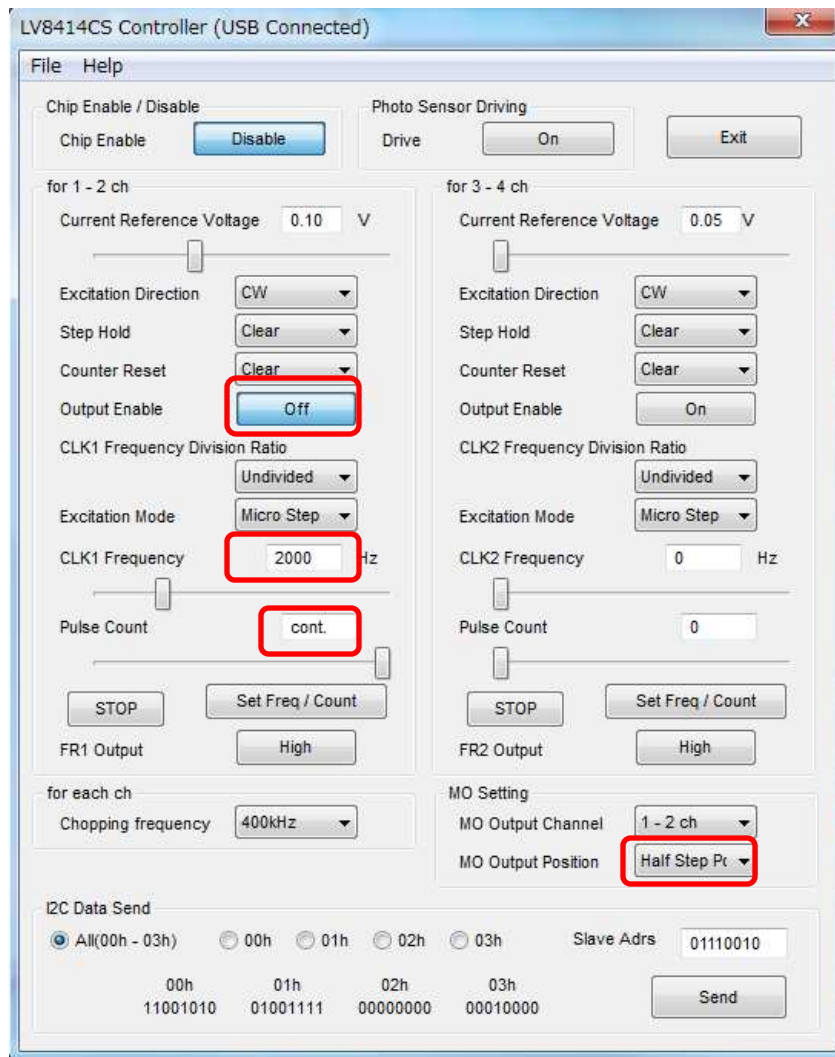 LV8414CS Controller (USB Connected)
File Help
Chip Enable / Disable
Chip Enable Disable
Photo Sensor Driving
Drive On
Exit
for 1 - 2 ch
Current Reference Voltage 0.10 V
Excitation Direction CW
Step Hold Clear
Counter Reset Clear
Output Enable Off
CLK1 Frequency Division Ratio
Undivided
Excitation Mode Micro Step
CLK1 Frequency 2000 Hz
Pulse Count cont.
STOP Set Freq / Count
FR1 Output High
for 3 - 4 ch
Current Reference Voltage 0.05 V
Excitation Direction CW
Step Hold Clear
Counter Reset Clear
Output Enable On
CLK2 Frequency Division Ratio
Undivided
Excitation Mode Micro Step
CLK2 Frequency 0 Hz
Pulse Count 0
STOP Set Freq / Count
FR2 Output High
for each ch
Chopping frequency 400kHz
MO Setting
MO Output Channel 1 - 2 ch
MO Output Position Half Step Pc
I2C Data Send
All(00h - 03h) 00h 01h 02h 03h Slave Adrs 01110010
00h 01h 02h 03h
11001010 01001111 00000000 00010000
Send